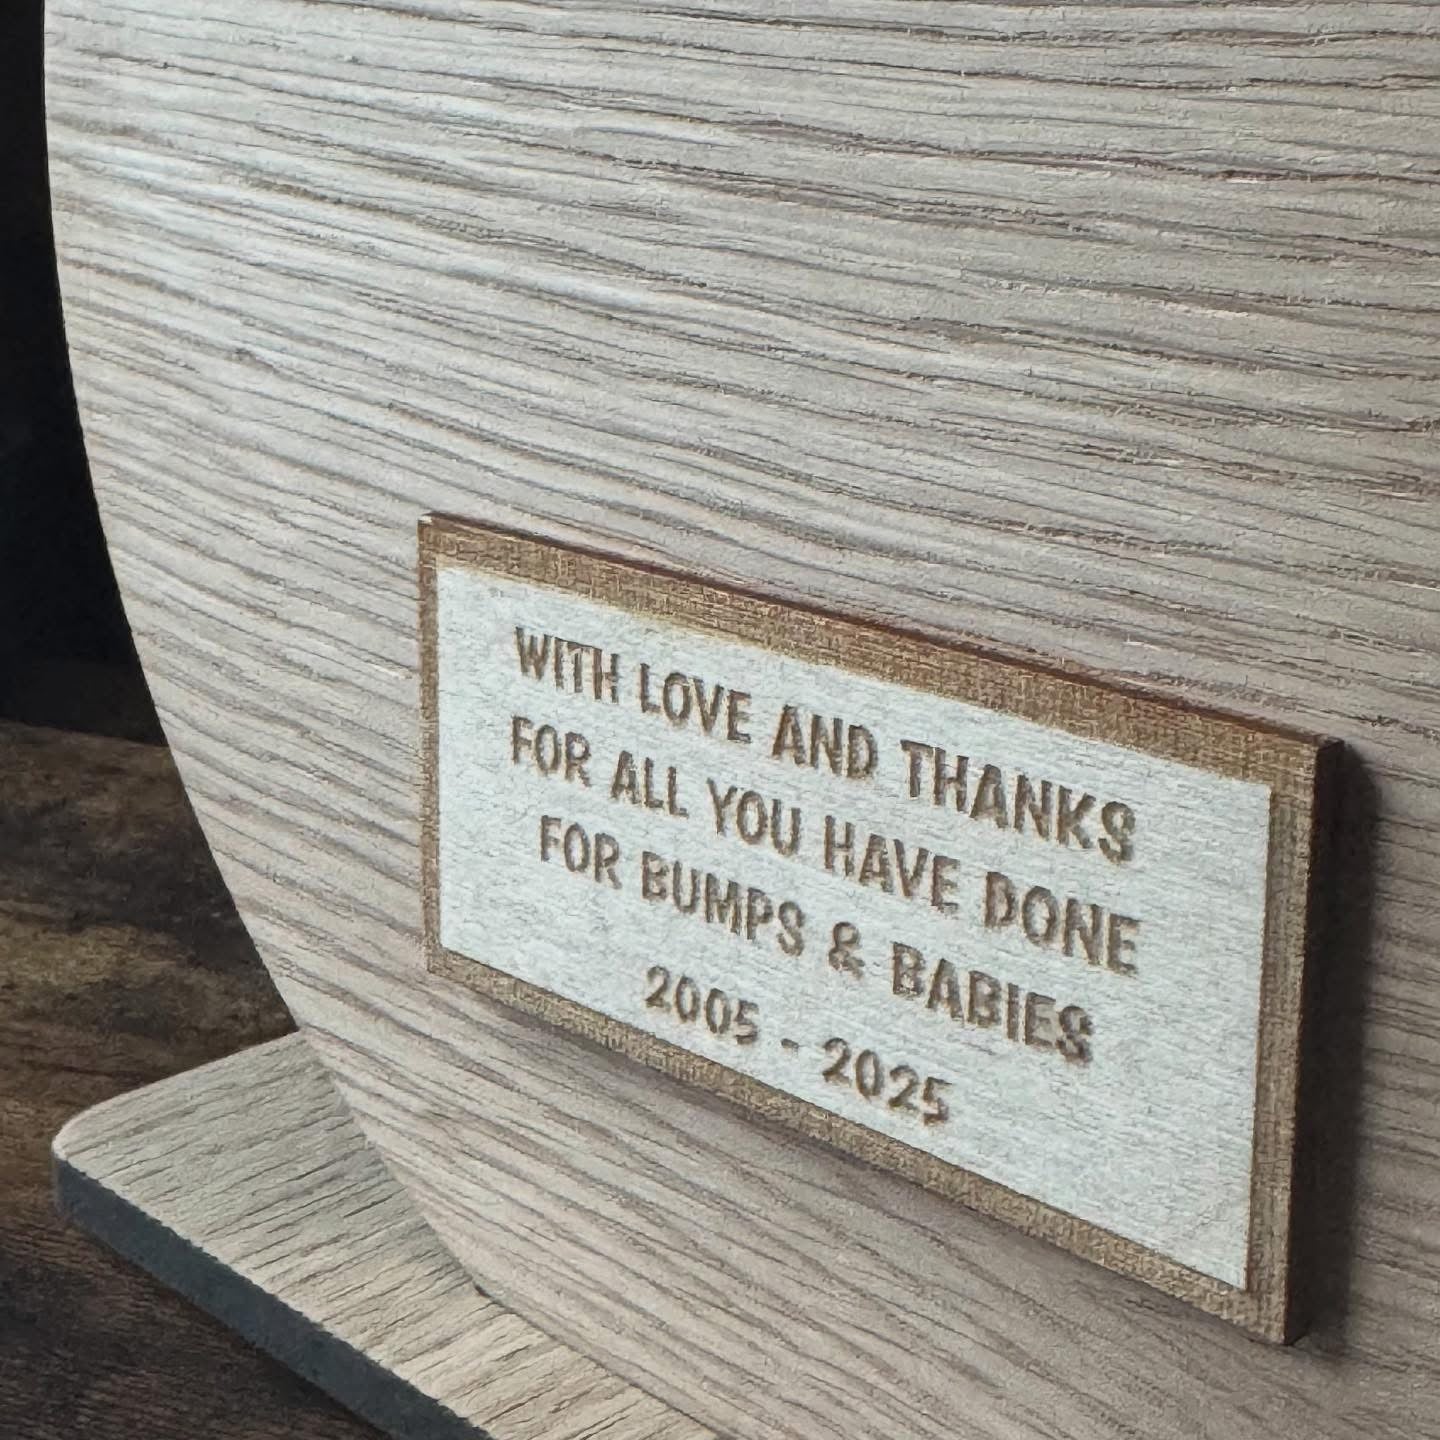 WITH LOVE AND THANKS
FOR ALL YOU HAVE DONE
FOR BUMPS & BABIES
2005 - 2025